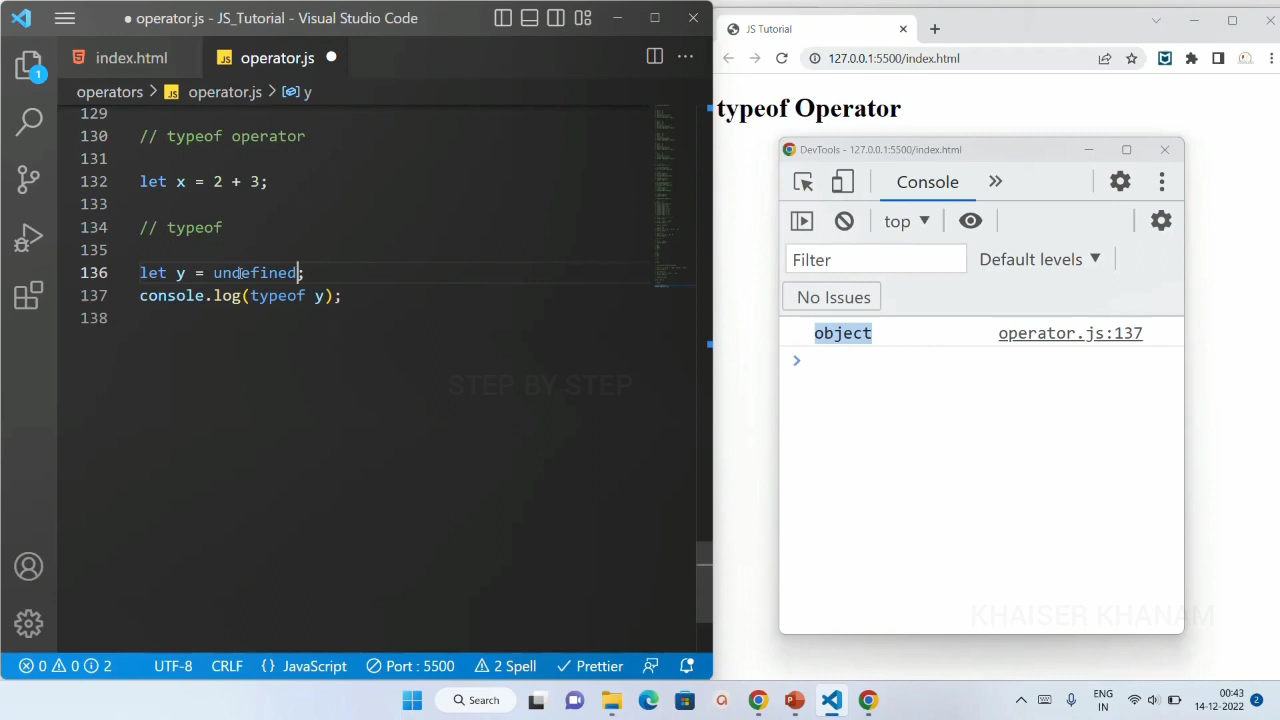 operator.js - JS_Tutorial - Visual Studio Code
index.html
operator.js
operators > operator.js > y
129
130 // typeof operator
131
132 let x = 2 + 3;
133
134 // typeof
135
136 let y = undefined;
137 console.log(typeof y);
138
STEP BY STEP
1
0 0 2 UTF-8 CRLF {} JavaScript Port : 5500 2 Spell Prettier
JS Tutorial
127.0.0.1:5500/index.html
typeof Operator
DevTools - 127.0.0.1:5500/index.html
Console
top
Filter Default levels
No Issues
object operator.js:137
KHAISER KHANAM
Search
ENG
IN
00:43
14-12-2022
2